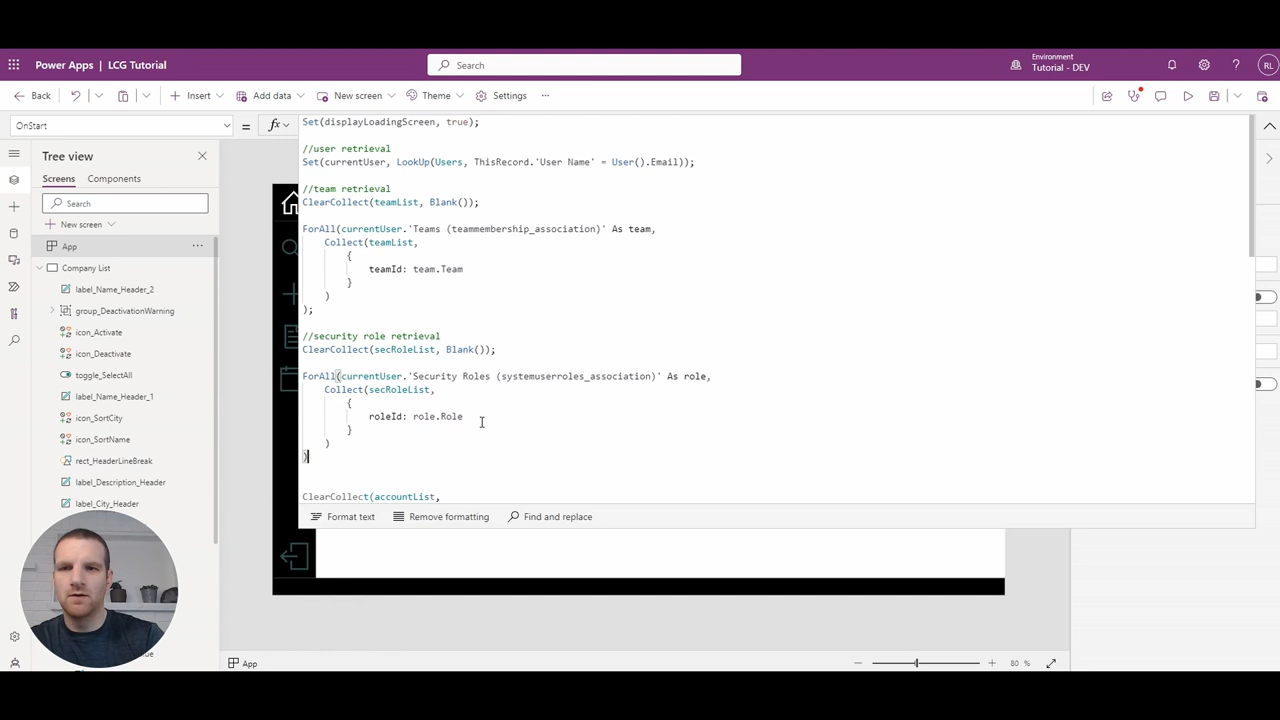 Power Apps | LCG Tutorial
Search
Environment
Tutorial - DEV
RL
Back
Insert
Add data
New screen
Theme
Settings
OnStart
=
fx
Tree view
Screens
Components
Search
New screen
App
Company List
label_Name_Header_2
group_DeactivationWarning
icon_Activate
icon_Deactivate
toggle_SelectAll
label_Name_Header_1
icon_SortCity
icon_SortName
rect_HeaderLineBreak
label_Description_Header
label_City_Header
Set(displayLoadingScreen, true);
//user retrieval
Set(currentUser, LookUp(Users, ThisRecord.'User Name' = User().Email));
//team retrieval
ClearCollect(teamList, Blank());
ForAll(currentUser.'Teams (teammembership_association)' As team,
Collect(teamList,
{
teamId: team.Team
}
)
);
//security role retrieval
ClearCollect(secRoleList, Blank());
ForAll(currentUser.'Security Roles (systemuserroles_association)' As role,
Collect(secRoleList,
{
roleId: role.Role
}
)
)
ClearCollect(accountList,
Format text
Remove formatting
Find and replace
App
80 %